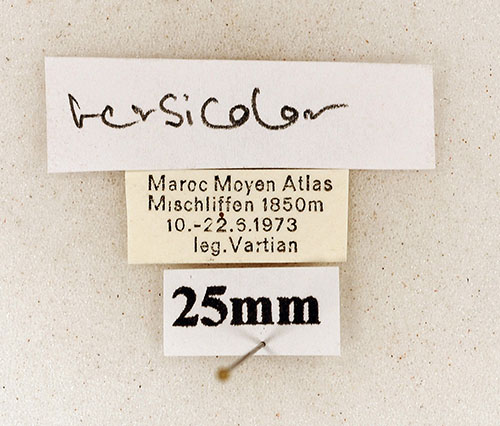 versicolor
Maroc Moyen Atlas
Mischliffen 1850m
10.-22.6.1973
leg. Vartian
25mm